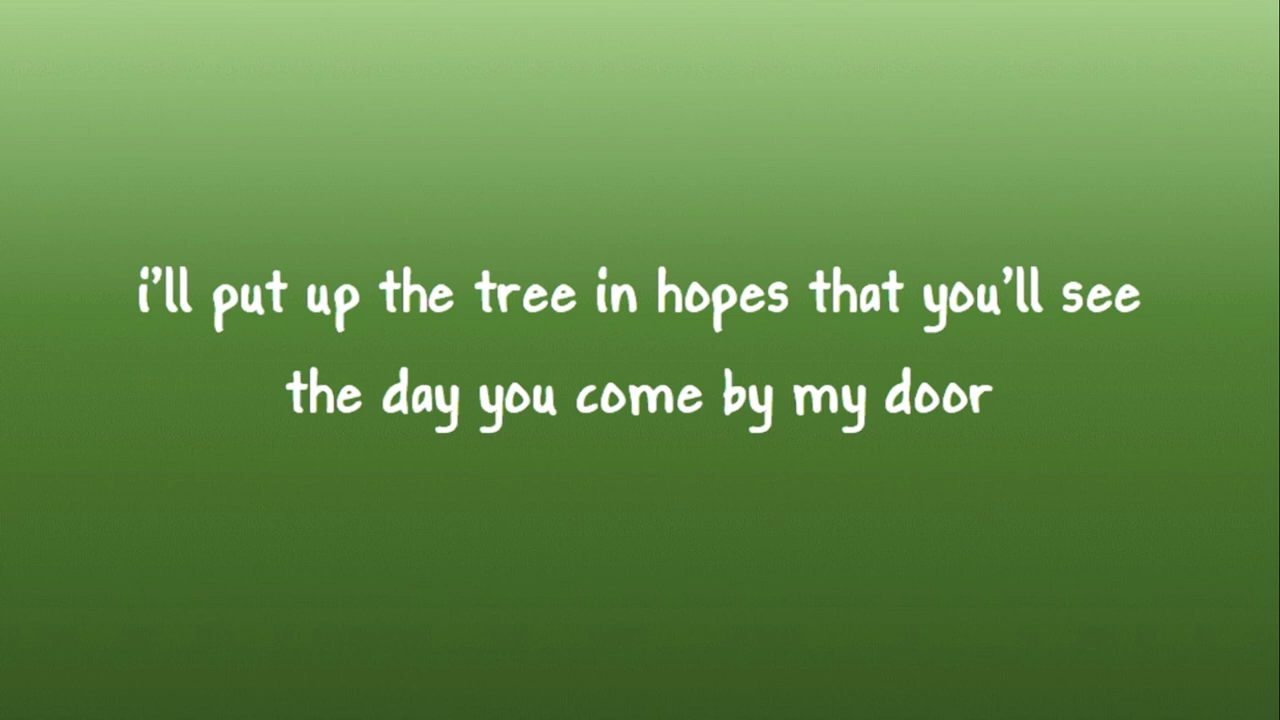 i'll put up the tree in hopes that you'll see
the day you come by my door